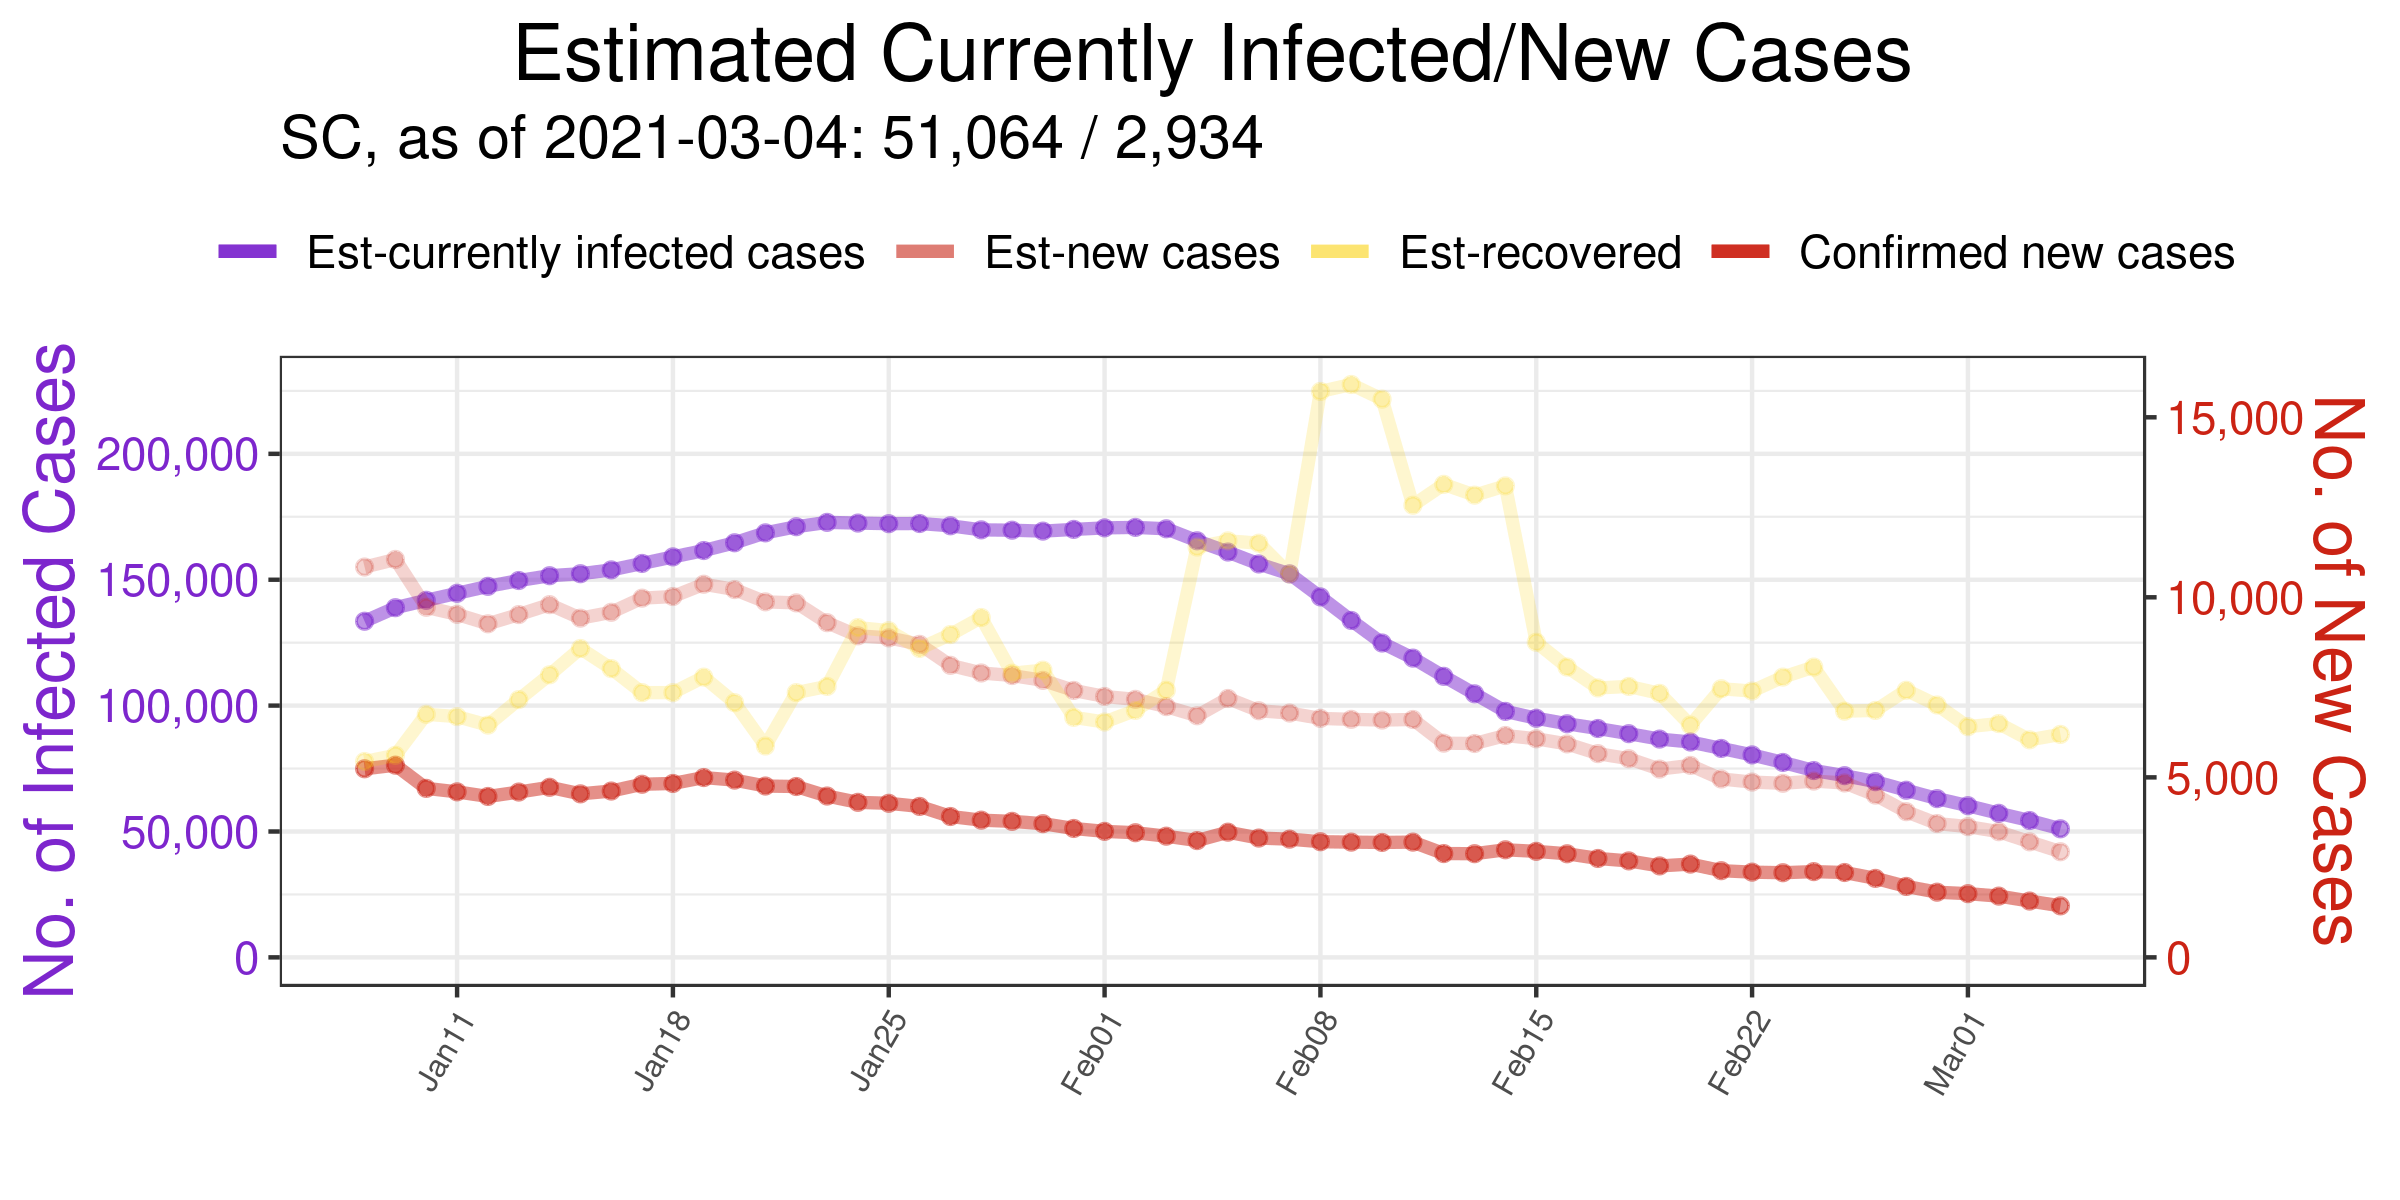 Estimated Currently Infected/New Cases
SC, as of 2021-03-04: 51,064 / 2,934
Est-currently infected cases
Est-new cases
Est-recovered
Confirmed new cases
No. of Infected Cases
200,000
150,000
100,000
50,000
0
15,000
10,000
5,000
0
No. of New Cases
Jan11
Jan18
Jan25
Feb01
Feb08
Feb15
Feb22
Mar01